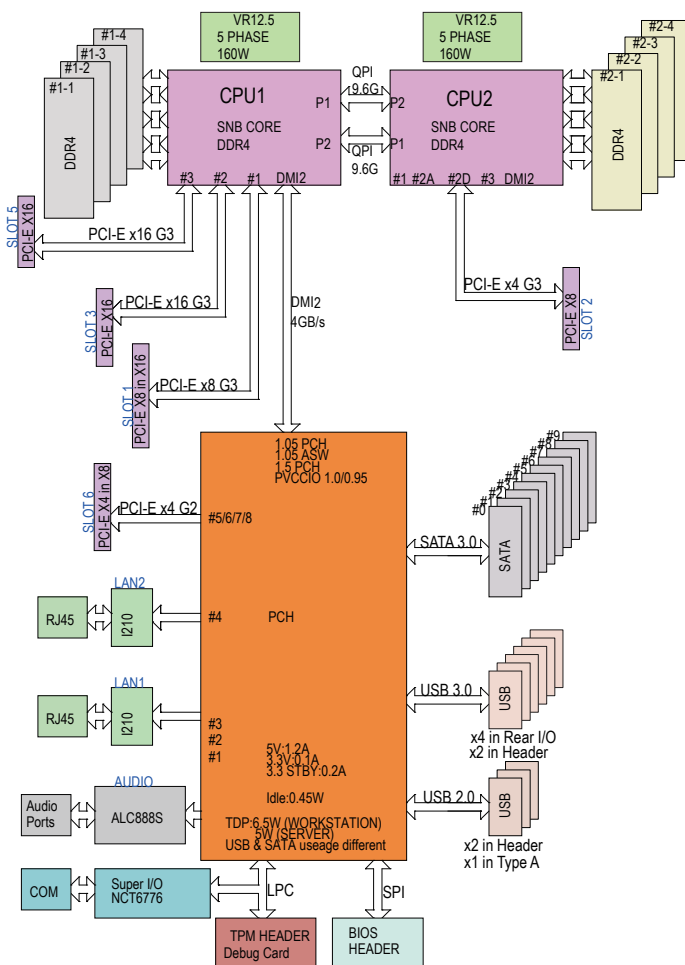 VR12.5
5 PHASE
160W
VR12.5
5 PHASE
160W
#1-4
#1-3
#1-2
#1-1
DDR4
CPU1
SNB CORE
DDR4
P1
P2
#3 #2 #1 DMI2
QPI
9.6G
QPI
9.6G
CPU2
P2
P1
SNB CORE
DDR4
#1 #2A #2D #3 DMI2
#2-4
#2-3
#2-2
#2-1
DDR4
SLOT 5
PCI-E X16
PCI-E x16 G3
SLOT 3
PCI-E X16
PCI-E x16 G3
SLOT 1
PCI-E X8 in X16
PCI-E x8 G3
DMI2
4GB/s
PCI-E x4 G3
PCI-E X8
SLOT 2
1.05 PCH
1.05 ASW
1.5 PCH
PVCCIO 1.0/0.95
SLOT 6
PCI-E X4 in X8
PCI-E x4 G2
#5/6/7/8
SATA 3.0
#0
#1
#2
#3
#4
#5
#6
#7
#8
#9
SATA
LAN2
RJ45
I210
#4
PCH
LAN1
RJ45
I210
#3
#2
#1
USB 3.0
USB
x4 in Rear I/O
x2 in Header
5V:1.2A
3.3V:0.1A
3.3 STBY:0.2A
Idle:0.45W
TDP:6.5W (WORKSTATION)
5W (SERVER)
USB & SATA useage different
USB 2.0
USB
x2 in Header
x1 in Type A
AUDIO
Audio
Ports
ALC888S
COM
Super I/O
NCT6776
LPC
SPI
TPM HEADER
Debug Card
BIOS
HEADER